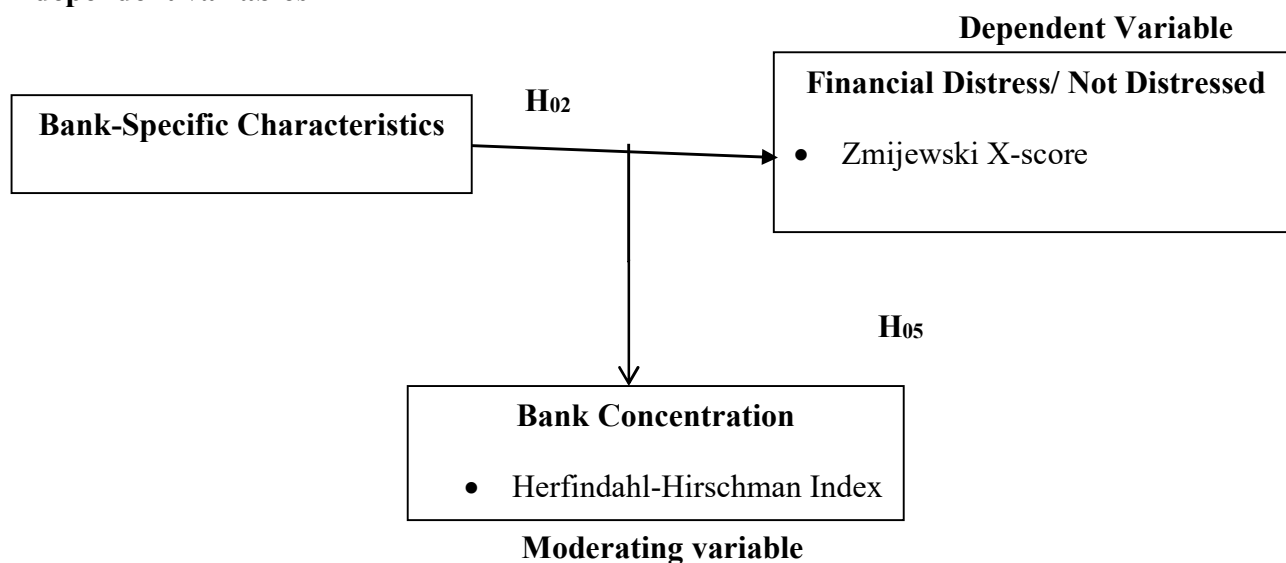 Dependent Variable
Financial Distress/ Not Distressed
H02
Bank-Specific Characteristics
• Zmijewski X-score
H05
Bank Concentration
• Herfindahl-Hirschman Index
Moderating variable